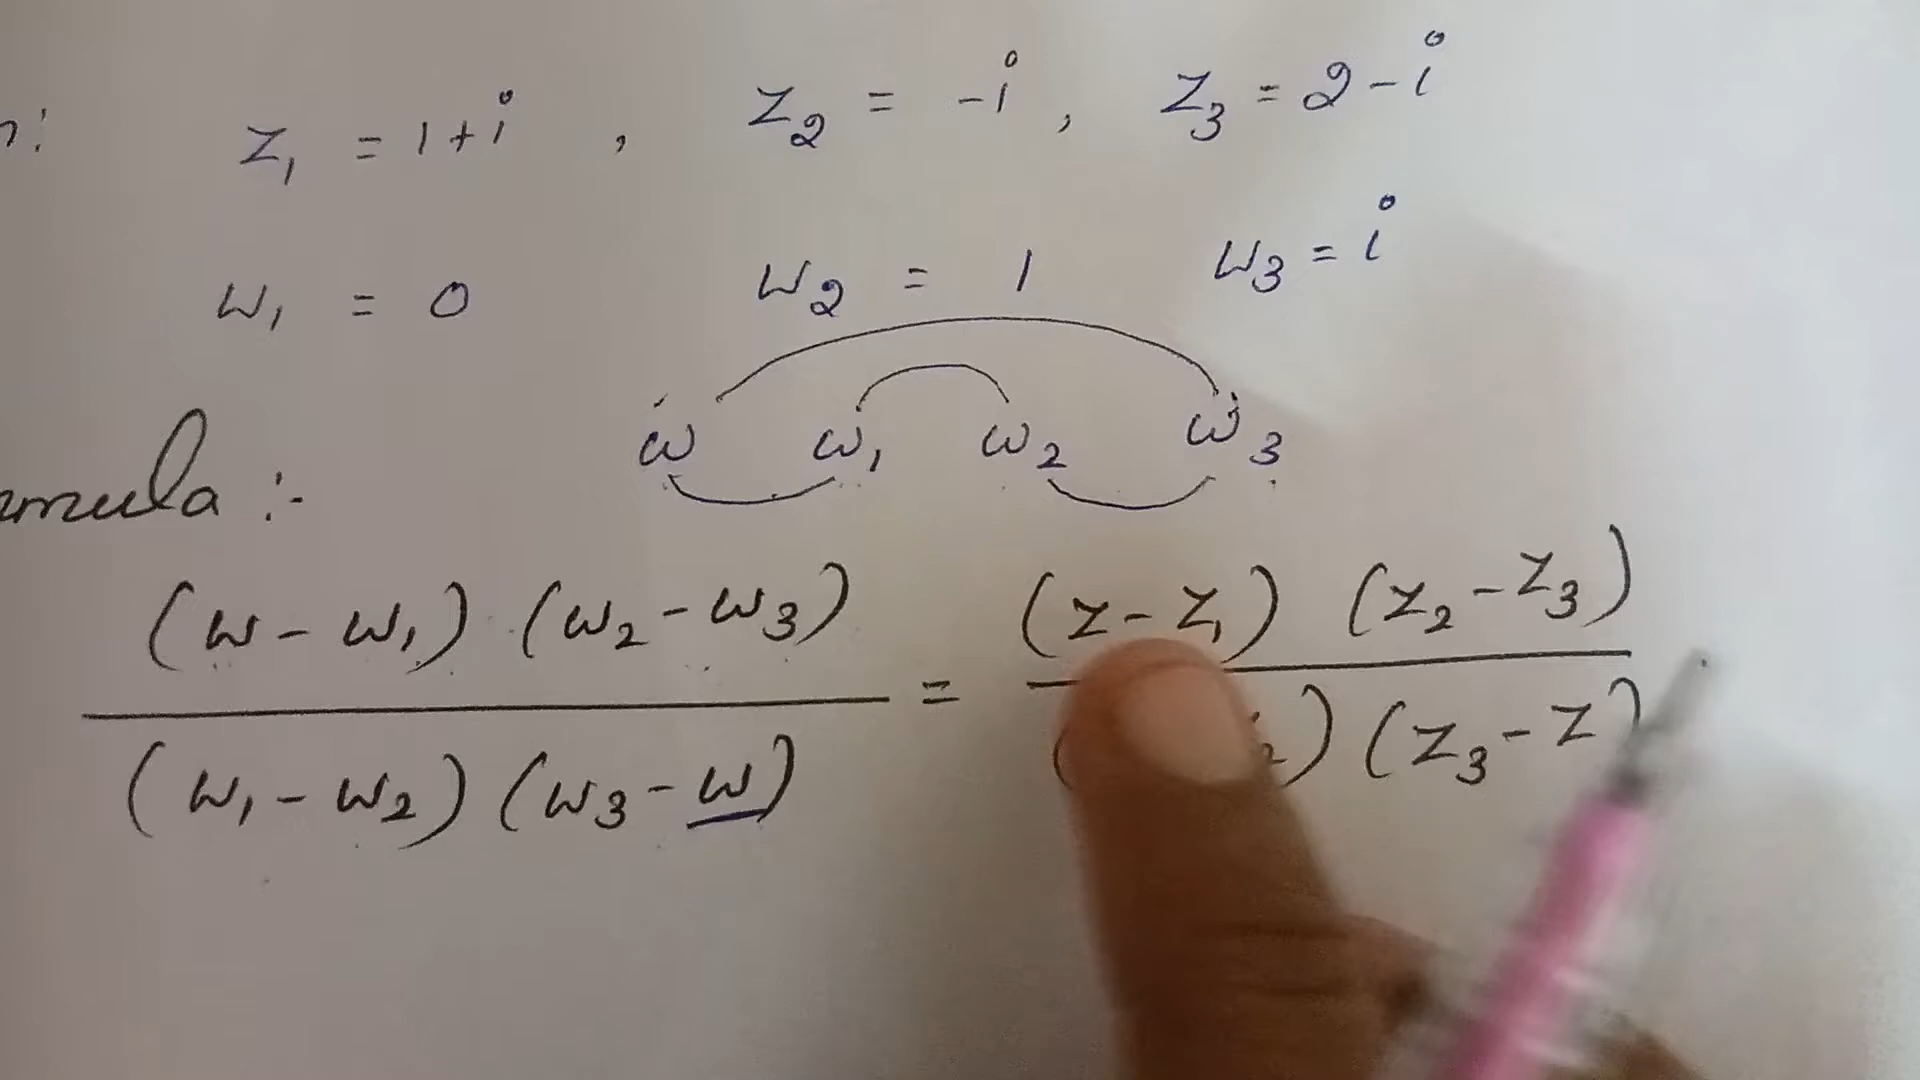 n: z₁ = 1 + i , z₂ = -i , z₃ = 2 - i
w₁ = 0 w₂ = 1 w₃ = i
w w₁ w₂ w₃
rmula :-
(w - w₁) (w₂ - w₃) = (z - z₁) (z₂ - z₃)
(w₁ - w₂) (w₃ - w) ( ₂) (z₃ - z)